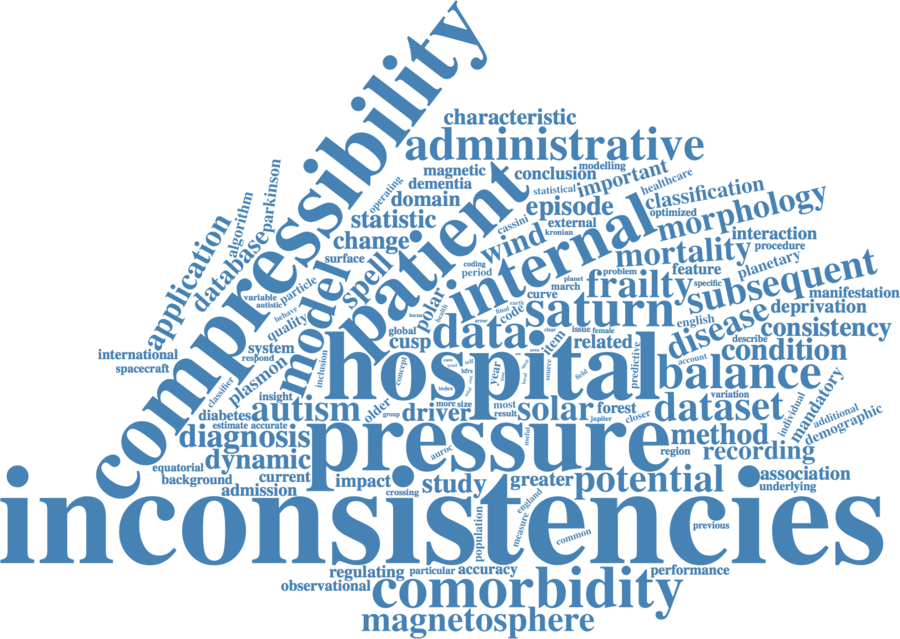 compressibility
characteristic
administrative
magnetic
conclusion
modelling
dementia
statistical
important
healthcare
operating
domain
episode
classification
parkinson
algorithm
application
database
statistic
change
patient
cassini
external
kronian
optimized
morphology
wind
internal
mortality
interaction
procedure
surface
spell
coding
period
planet
problem
feature
planetary
march
specific
subsequent
variable
particle
autistic
behave
model
polar
curve
frailty
manifestation
quality
code
final
earth
saturn
english
deprivation
global
cusp
data
error
clear
issue
female
disease
consistency
international
spacecraft
system
respond
hospital
item
related
describe
condition
plasmon
inclusion
concept
year
source
field
predictive
account
balance
classifier
insight
index
hfrs
variation
individual
mandatory
diabetes
autism
older
group
more
size
driver
most
result
solar
jupiter
forest
closer
dataset
additional
demographic
estimate
accurate
diagnosis
pressure
useful
method
region
recording
equatorial
background
dynamic
auroc
current
admission
impact
crossing
study
greater
potential
association
underlying
inconsistencies
population
england
measure
common
previous
regulating
particular
accuracy
performance
observational
comorbidity
magnetosphere